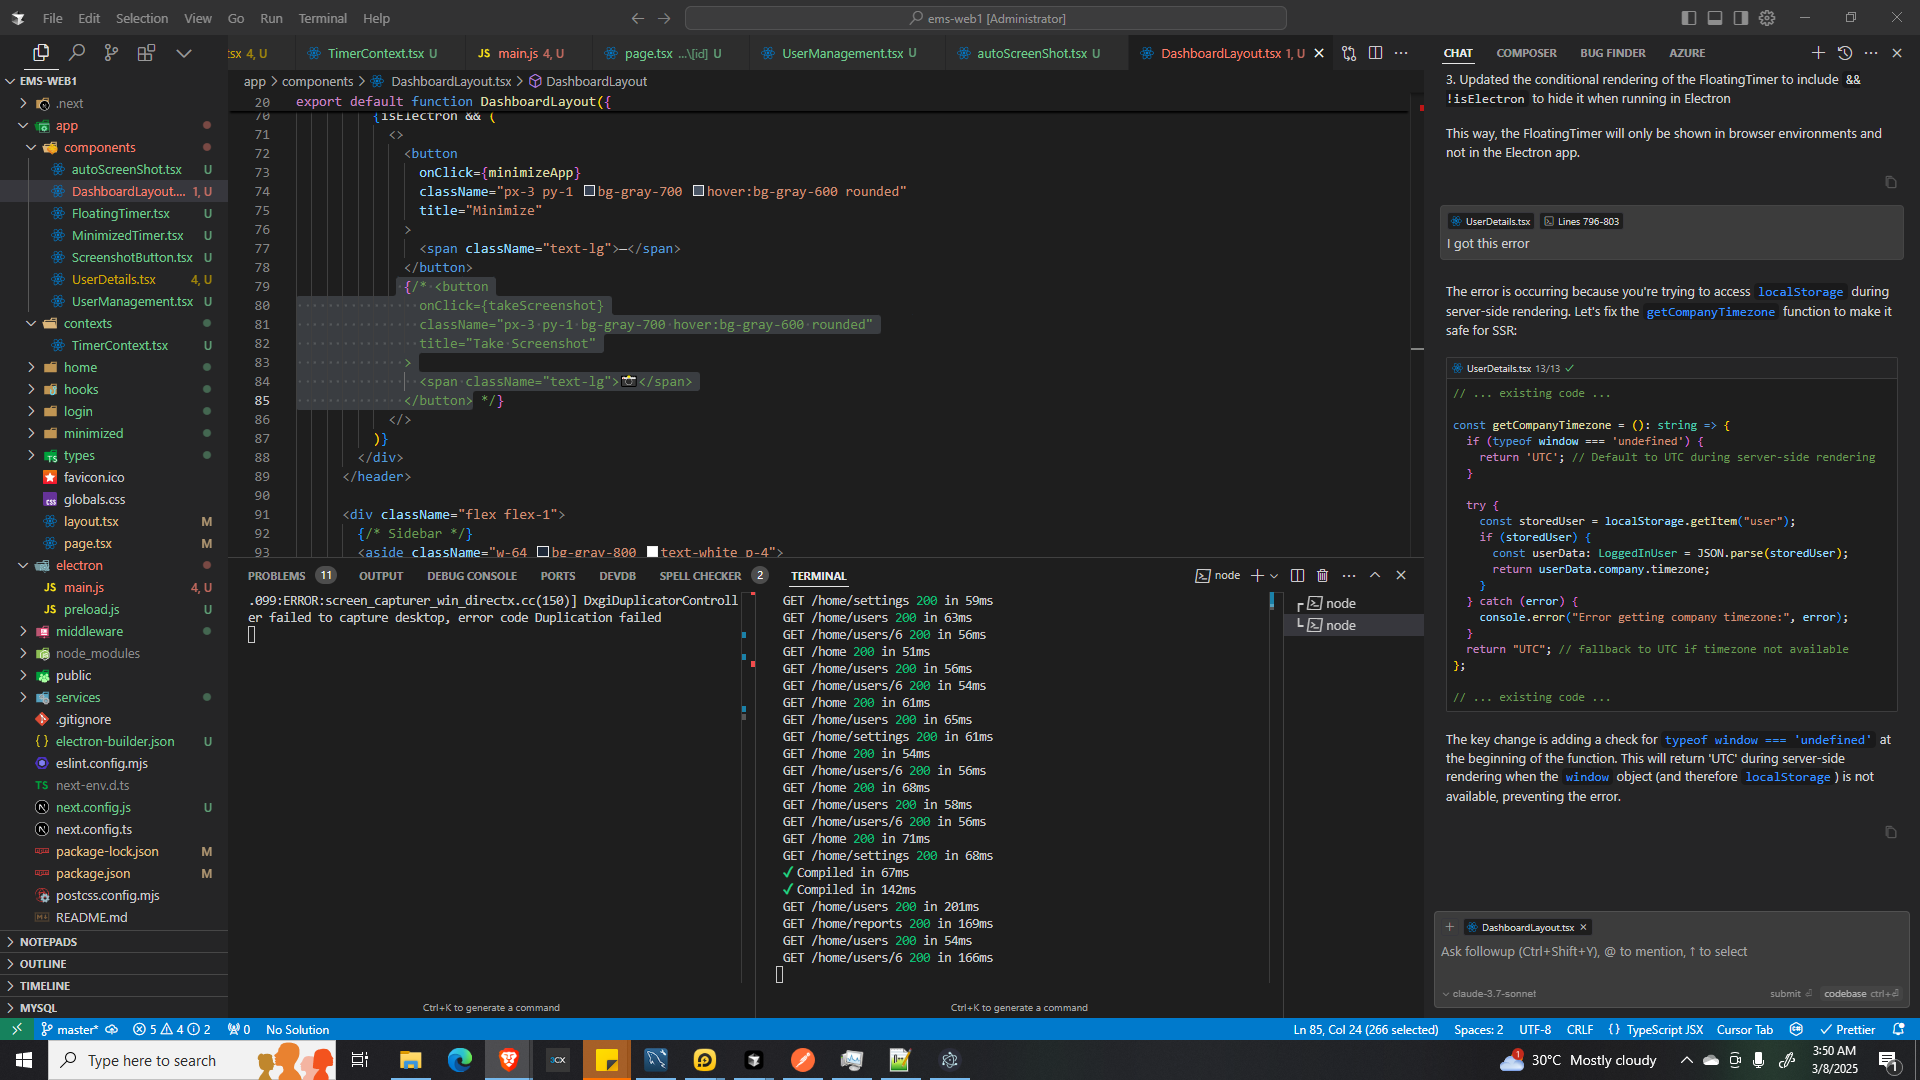 File Edit Selection View Go Run Terminal Help
ems-web1 [Administrator]
tsx 4, U
TimerContext.tsx U
JS main.js 4, U
page.tsx ...\[id] U
UserManagement.tsx U
autoScreenShot.tsx U
DashboardLayout.tsx 1, U
CHAT COMPOSER BUG FINDER AZURE
EMS-WEB1
.next
app
components
autoScreenShot.tsx U
DashboardLayout.... 1, U
FloatingTimer.tsx U
MinimizedTimer.tsx U
ScreenshotButton.tsx U
UserDetails.tsx 4, U
UserManagement.tsx U
contexts
TimerContext.tsx U
home
hooks
login
minimized
types
favicon.ico
globals.css
layout.tsx M
page.tsx M
electron
JS main.js 4, U
JS preload.js U
middleware
node_modules
public
services
.gitignore
electron-builder.json U
eslint.config.mjs
TS next-env.d.ts
next.config.js U
next.config.ts
package-lock.json M
package.json M
postcss.config.mjs
README.md
NOTEPADS
OUTLINE
TIMELINE
MYSQL
app > components > DashboardLayout.tsx > DashboardLayout
20 export default function DashboardLayout({
70 {isElectron && (
71 <>
72 <button
73 onClick={minimizeApp}
74 className="px-3 py-1 bg-gray-700 hover:bg-gray-600 rounded"
75 title="Minimize"
76 >
77 <span className="text-lg">—</span>
78 </button>
79 {/* <button
80 onClick={takeScreenshot}
81 className="px-3 py-1 bg-gray-700 hover:bg-gray-600 rounded"
82 title="Take Screenshot"
83 >
84 <span className="text-lg">📷</span>
85 </button> */}
86 </>
87 )}
88 </div>
89 </header>
90
91 <div className="flex flex-1">
92 {/* Sidebar */}
93 <aside className="w-64 bg-gray-800 text-white p-4">
PROBLEMS 11 OUTPUT DEBUG CONSOLE PORTS DEVDB SPELL CHECKER 2 TERMINAL
node
.099:ERROR:screen_capturer_win_directx.cc(150)] DxgiDuplicatorControll
er failed to capture desktop, error code Duplication failed
Ctrl+K to generate a command
GET /home/settings 200 in 59ms
GET /home/users 200 in 63ms
GET /home/users/6 200 in 56ms
GET /home 200 in 51ms
GET /home/users 200 in 56ms
GET /home/users/6 200 in 54ms
GET /home 200 in 61ms
GET /home/users 200 in 65ms
GET /home/settings 200 in 61ms
GET /home 200 in 54ms
GET /home/users/6 200 in 56ms
GET /home 200 in 68ms
GET /home/users 200 in 58ms
GET /home/users/6 200 in 56ms
GET /home 200 in 71ms
GET /home/settings 200 in 68ms
✓ Compiled in 67ms
✓ Compiled in 142ms
GET /home/users 200 in 201ms
GET /home/reports 200 in 169ms
GET /home/users 200 in 54ms
GET /home/users/6 200 in 166ms
Ctrl+K to generate a command
node
node
3. Updated the conditional rendering of the FloatingTimer to include &&
!isElectron to hide it when running in Electron
This way, the FloatingTimer will only be shown in browser environments and
not in the Electron app.
UserDetails.tsx Lines 796-803
I got this error
The error is occurring because you're trying to access localStorage during
server-side rendering. Let's fix the getCompanyTimezone function to make it
safe for SSR:
UserDetails.tsx 13/13 ✓
// ... existing code ...
const getCompanyTimezone = (): string => {
if (typeof window === 'undefined') {
return 'UTC'; // Default to UTC during server-side rendering
}
try {
const storedUser = localStorage.getItem("user");
if (storedUser) {
const userData: LoggedInUser = JSON.parse(storedUser);
return userData.company.timezone;
}
} catch (error) {
console.error("Error getting company timezone:", error);
}
return "UTC"; // fallback to UTC if timezone not available
};
// ... existing code ...
The key change is adding a check for typeof window === 'undefined' at
the beginning of the function. This will return 'UTC' during server-side
rendering when the window object (and therefore localStorage ) is not
available, preventing the error.
+ DashboardLayout.tsx ×
Ask followup (Ctrl+Shift+Y), @ to mention, ↑ to select
claude-3.7-sonnet submit codebase ctrl+⏎
master* 5 4 2 0 No Solution
Ln 85, Col 24 (266 selected) Spaces: 2 UTF-8 CRLF {} TypeScript JSX Cursor Tab Prettier
Type here to search
3CX
1
30°C Mostly cloudy
3:50 AM
3/8/2025
1